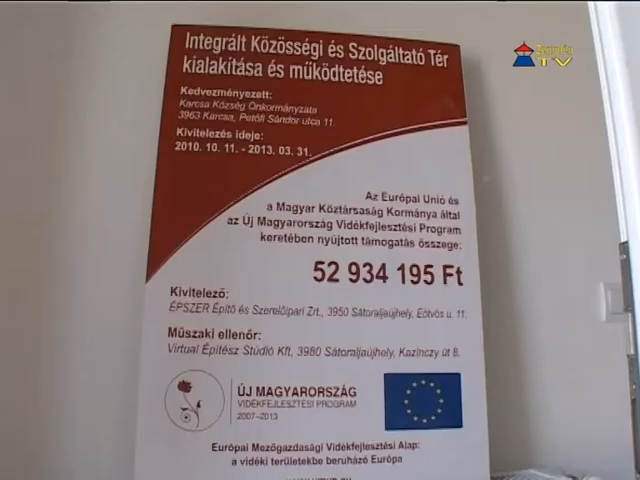 Zemplén
TV
Integrált Közösségi és Szolgáltató Tér
kialakítása és működtetése
Kedvezményezett:
Karcsa Község Önkormányzata
3963 Karcsa, Petőfi Sándor utca 11.
Kivitelezés ideje:
2010. 10. 11. - 2013. 03. 31.
Az Európai Unió és
a Magyar Köztársaság Kormánya által
az Új Magyarország Vidékfejlesztési Program
keretében nyújtott támogatás összege:
52 934 195 Ft
Kivitelező:
ÉPSZER Építő és Szerelőipari Zrt., 3950 Sátoraljaújhely, Eötvös u. 11.
Műszaki ellenőr:
Virtual Építész Stúdió Kft, 3980 Sátoraljaújhely, Kazinczy út 8.
ÚJ MAGYARORSZÁG
VIDÉKFEJLESZTÉSI PROGRAM
2007-2013
Európai Mezőgazdasági Vidékfejlesztési Alap:
a vidéki területekbe beruházó Európa